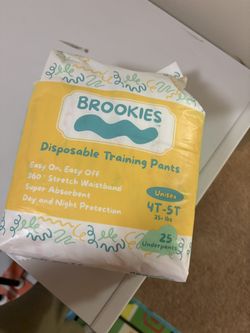 BROOKIES
Disposable Training Pants
Easy On, Easy Off
360° Stretch Waistband
Super Absorbent
Day and Night Protection
Unisex
4T-5T
35+ lbs
25
Underpants